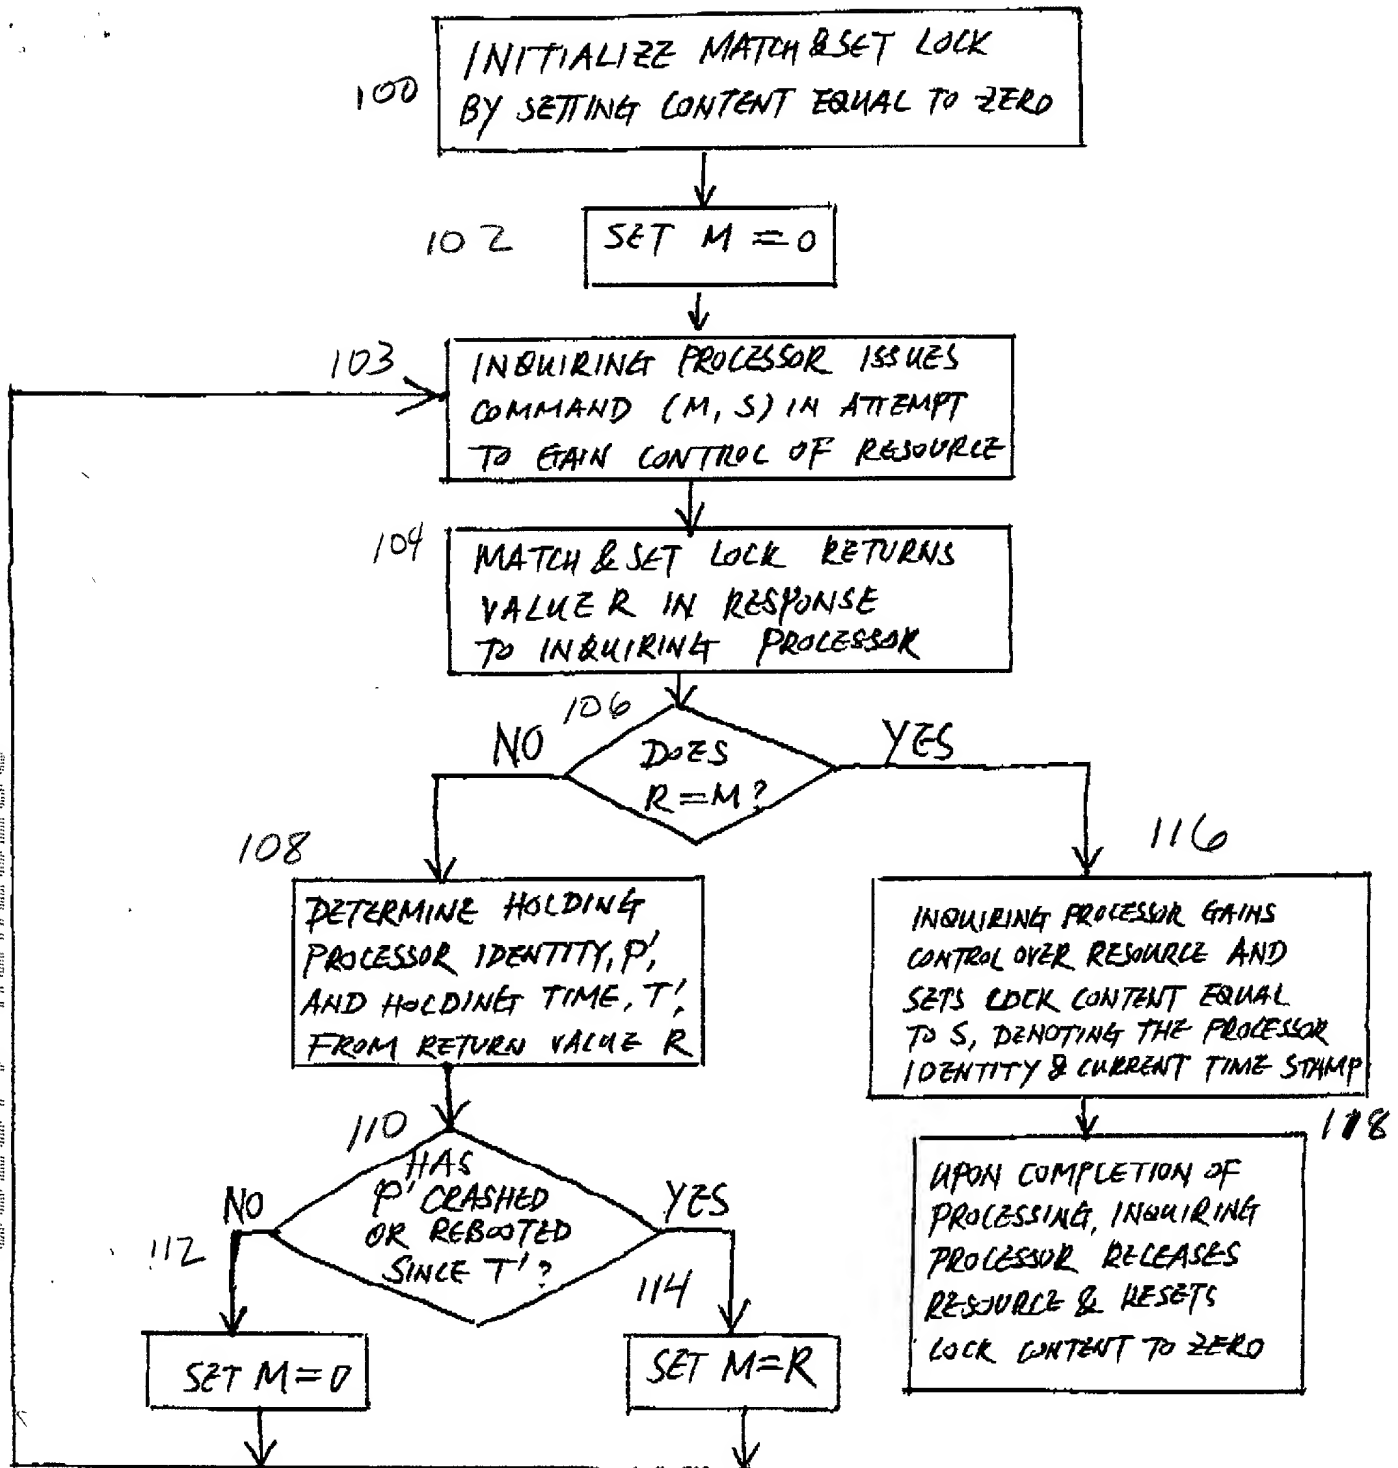 INITIALIZE MATCH & SET LOCK
BY SETTING CONTENT EQUAL TO ZERO
100
102
SET M = 0
103
INQUIRING PROCESSOR ISSUES
COMMAND (M, S) IN ATTEMPT
TO GAIN CONTROL OF RESOURCE
104
MATCH & SET LOCK RETURNS
VALUE R IN RESPONSE
TO INQUIRING PROCESSOR
106
NO
YES
DOES
R = M?
108
116
DETERMINE HOLDING
PROCESSOR IDENTITY, P',
AND HOLDING TIME, T',
FROM RETURN VALUE R
INQUIRING PROCESSOR GAINS
CONTROL OVER RESOURCE AND
SETS LOCK CONTENT EQUAL
TO S, DENOTING THE PROCESSOR
IDENTITY & CURRENT TIME STAMP
110
118
HAS
P' CRASHED
OR REBOOTED
SINCE T'?
NO
YES
112
114
UPON COMPLETION OF
PROCESSING, INQUIRING
PROCESSOR RELEASES
RESOURCE & RESETS
LOCK CONTENT TO ZERO
SET M = 0
SET M = R